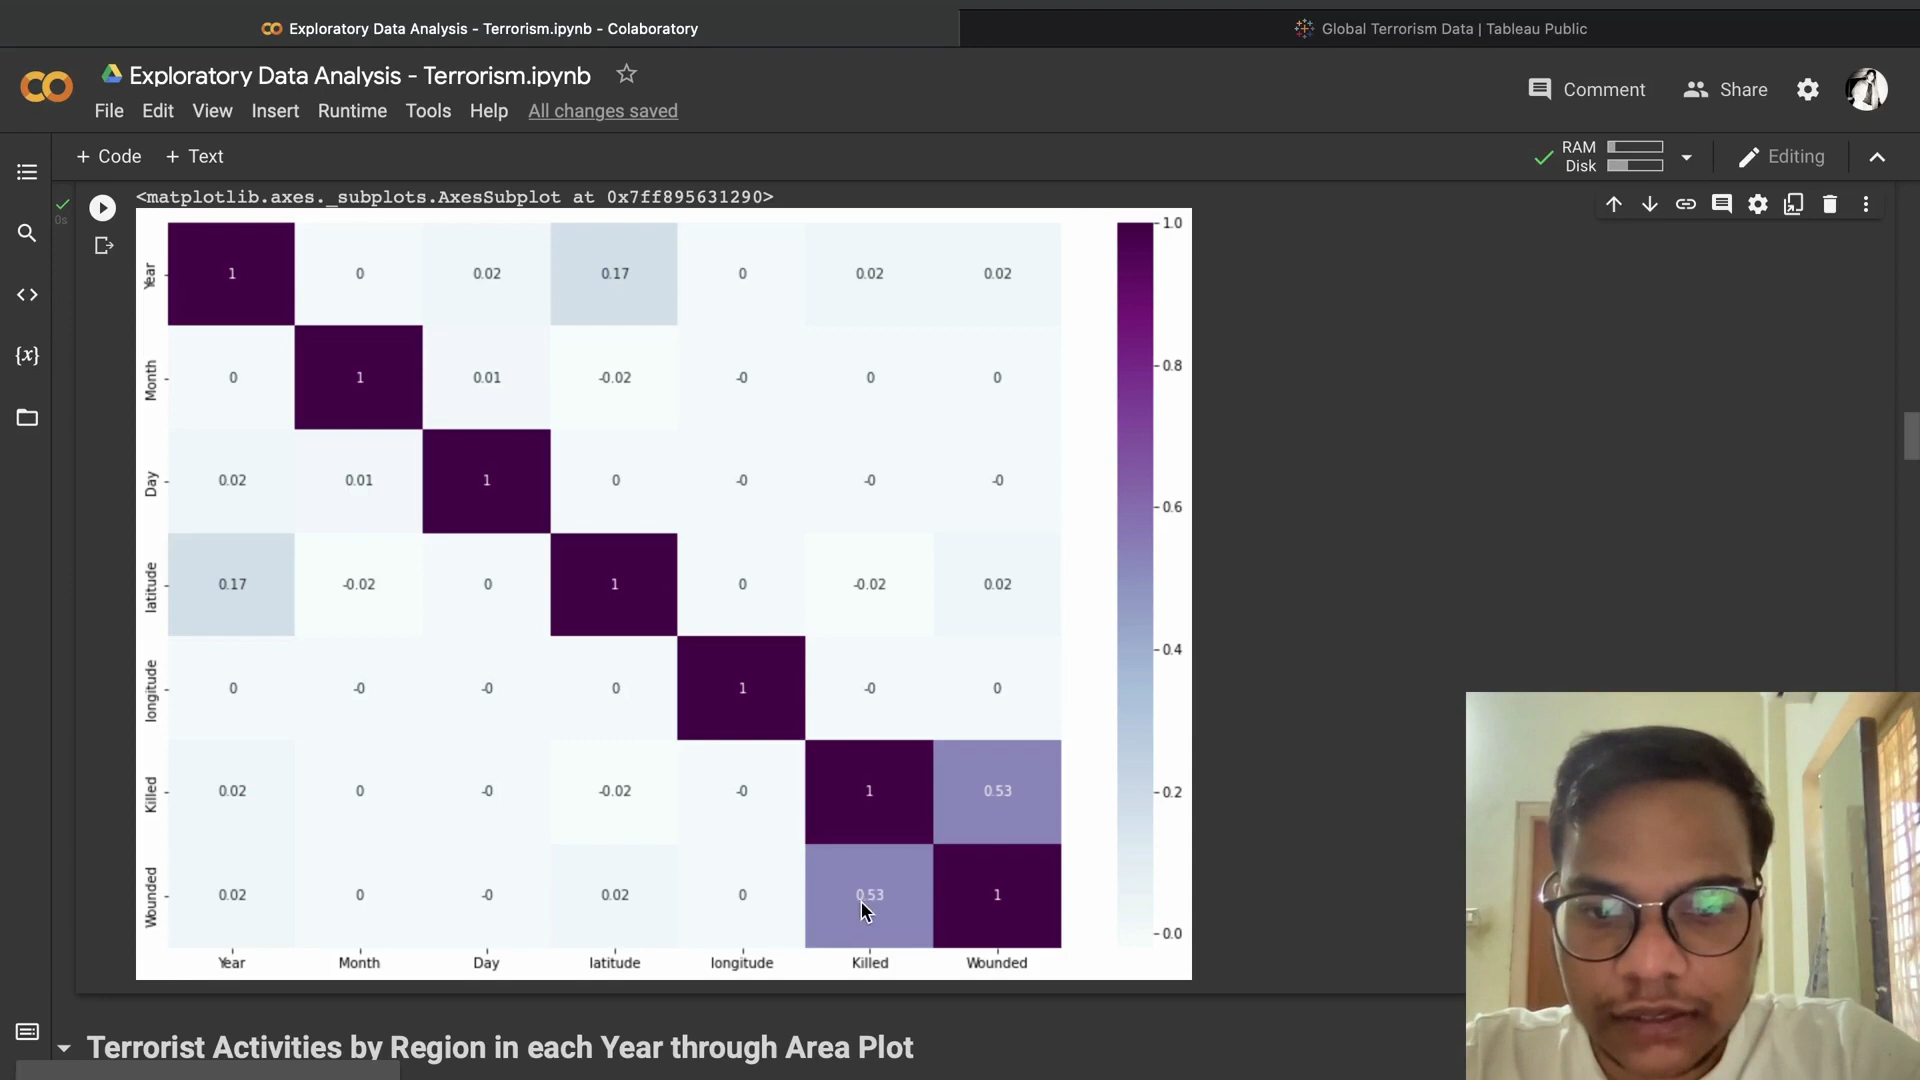 Exploratory Data Analysis - Terrorism.ipynb - Colaboratory
Global Terrorism Data | Tableau Public
Exploratory Data Analysis - Terrorism.ipynb
Comment
Share
File Edit View Insert Runtime Tools Help All changes saved
+ Code + Text
RAM
Disk
Editing
<matplotlib.axes._subplots.AxesSubplot at 0x7ff895631290>
0s
Year 1 0 0.02 0.17 0 0.02 0.02
Month 0 1 0.01 -0.02 -0 0 0
Day 0.02 0.01 1 0 -0 -0 -0
latitude 0.17 -0.02 0 1 0 -0.02 0.02
longitude 0 -0 -0 0 1 -0 0
Killed 0.02 0 -0 -0.02 -0 1 0.53
Wounded 0.02 0 -0 0.02 0 0.53 1
Year Month Day latitude longitude Killed Wounded
1.0
0.8
0.6
0.4
0.2
0.0
{x}
Terrorist Activities by Region in each Year through Area Plot